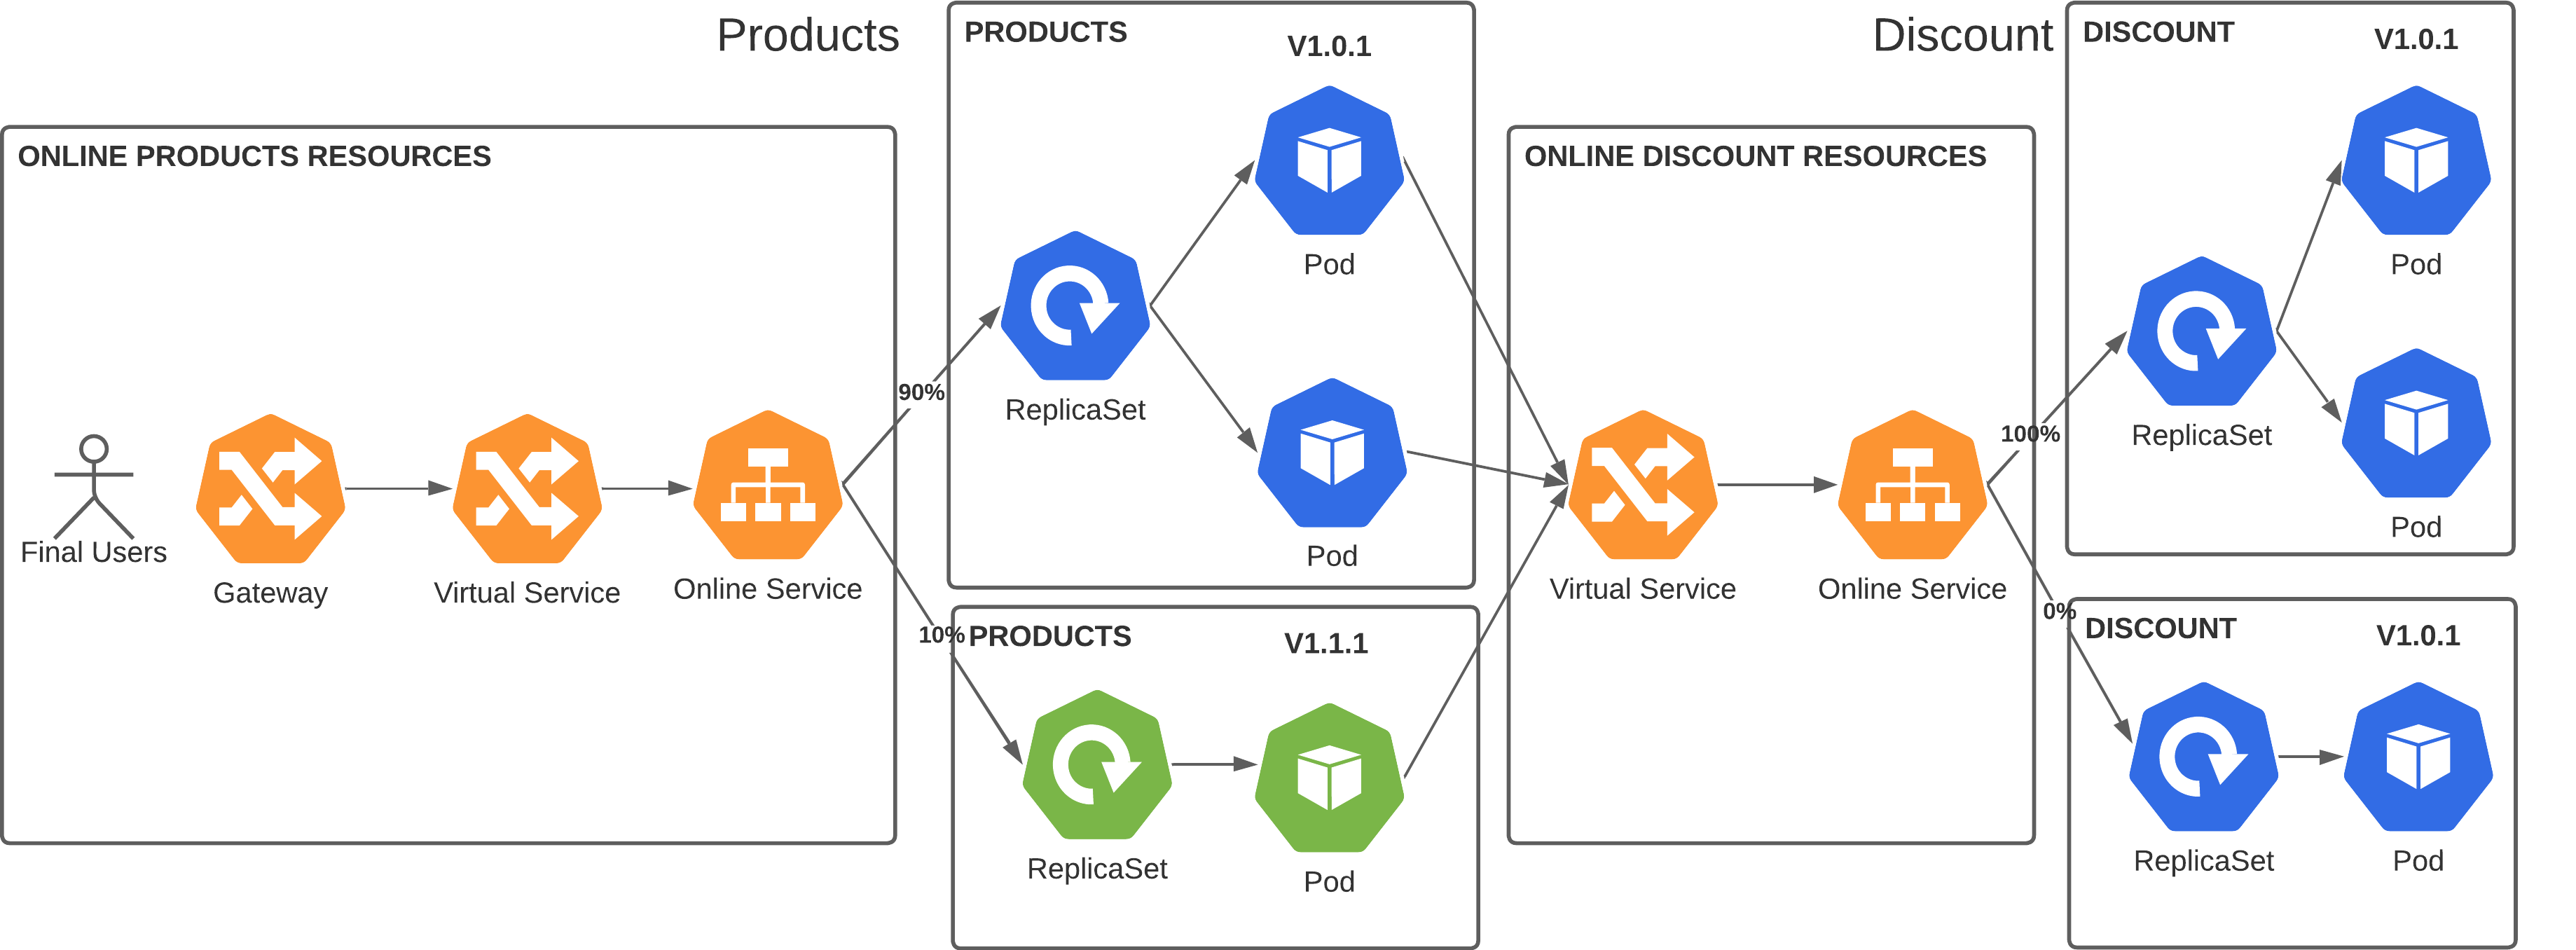 Products
Discount
ONLINE PRODUCTS RESOURCES
Final Users
Gateway
Virtual Service
Online Service
90%
10%
PRODUCTS
V1.0.1
Pod
ReplicaSet
Pod
PRODUCTS
V1.1.1
ReplicaSet
Pod
ONLINE DISCOUNT RESOURCES
Virtual Service
Online Service
100%
0%
DISCOUNT
V1.0.1
Pod
ReplicaSet
Pod
DISCOUNT
V1.0.1
ReplicaSet
Pod